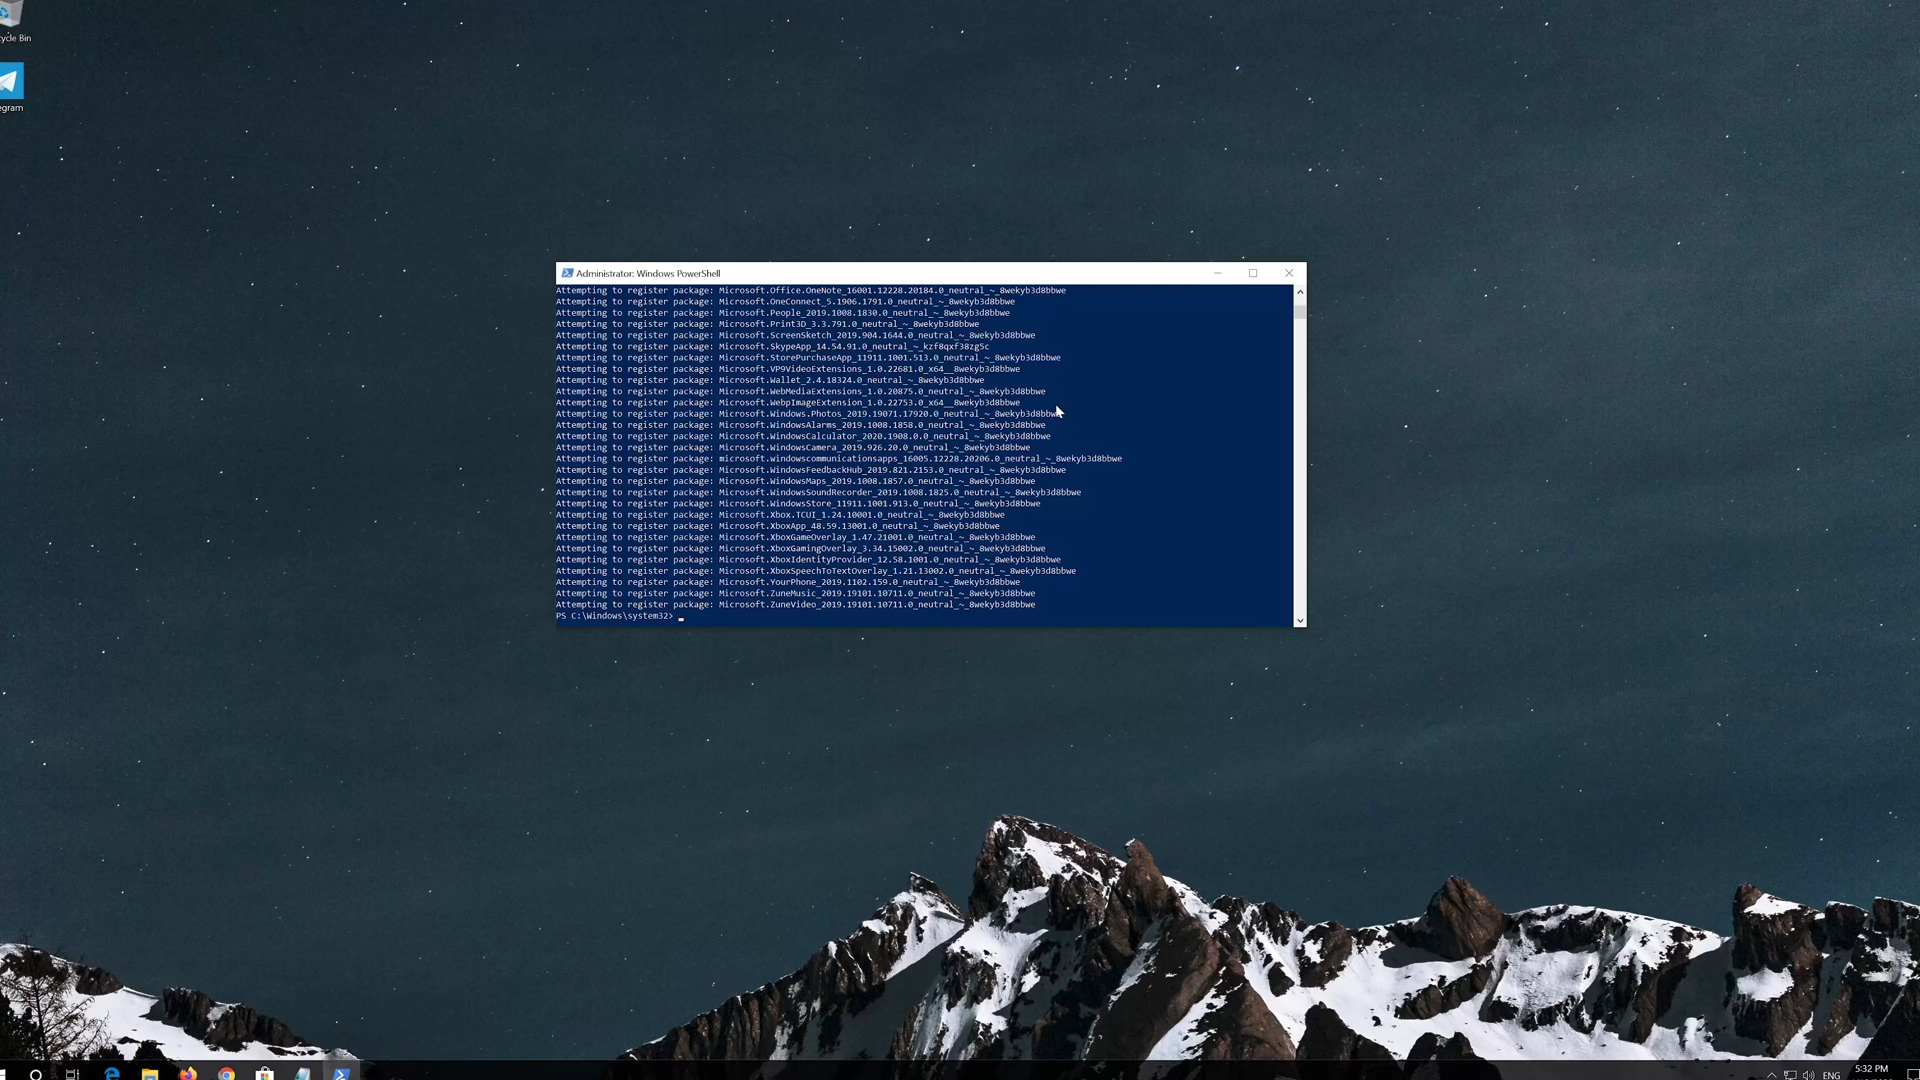 cycle Bin
egram
Administrator: Windows PowerShell
Attempting to register package: Microsoft.Office.OneNote_16001.12228.20184.0_neutral_~_8wekyb3d8bbwe
Attempting to register package: Microsoft.OneConnect_5.1906.1791.0_neutral_~_8wekyb3d8bbwe
Attempting to register package: Microsoft.People_2019.1008.1830.0_neutral_~_8wekyb3d8bbwe
Attempting to register package: Microsoft.Print3D_3.3.791.0_neutral_~_8wekyb3d8bbwe
Attempting to register package: Microsoft.ScreenSketch_2019.904.1644.0_neutral_~_8wekyb3d8bbwe
Attempting to register package: Microsoft.SkypeApp_14.54.91.0_neutral_~_kzf8qxf38zg5c
Attempting to register package: Microsoft.StorePurchaseApp_11911.1001.513.0_neutral_~_8wekyb3d8bbwe
Attempting to register package: Microsoft.VP9VideoExtensions_1.0.22681.0_x64__8wekyb3d8bbwe
Attempting to register package: Microsoft.Wallet_2.4.18324.0_neutral_~_8wekyb3d8bbwe
Attempting to register package: Microsoft.WebMediaExtensions_1.0.20875.0_neutral_~_8wekyb3d8bbwe
Attempting to register package: Microsoft.WebpImageExtension_1.0.22753.0_x64__8wekyb3d8bbwe
Attempting to register package: Microsoft.Windows.Photos_2019.19071.17920.0_neutral_~_8wekyb3d8bbwe
Attempting to register package: Microsoft.WindowsAlarms_2019.1008.1858.0_neutral_~_8wekyb3d8bbwe
Attempting to register package: Microsoft.WindowsCalculator_2020.1908.0.0_neutral_~_8wekyb3d8bbwe
Attempting to register package: Microsoft.WindowsCamera_2019.926.20.0_neutral_~_8wekyb3d8bbwe
Attempting to register package: microsoft.windowscommunicationsapps_16005.12228.20206.0_neutral_~_8wekyb3d8bbwe
Attempting to register package: Microsoft.WindowsFeedbackHub_2019.821.2153.0_neutral_~_8wekyb3d8bbwe
Attempting to register package: Microsoft.WindowsMaps_2019.1008.1857.0_neutral_~_8wekyb3d8bbwe
Attempting to register package: Microsoft.WindowsSoundRecorder_2019.1008.1825.0_neutral_~_8wekyb3d8bbwe
Attempting to register package: Microsoft.WindowsStore_11911.1001.913.0_neutral_~_8wekyb3d8bbwe
Attempting to register package: Microsoft.Xbox.TCUI_1.24.10001.0_neutral_~_8wekyb3d8bbwe
Attempting to register package: Microsoft.XboxApp_48.59.13001.0_neutral_~_8wekyb3d8bbwe
Attempting to register package: Microsoft.XboxGameOverlay_1.47.21001.0_neutral_~_8wekyb3d8bbwe
Attempting to register package: Microsoft.XboxGamingOverlay_3.34.15002.0_neutral_~_8wekyb3d8bbwe
Attempting to register package: Microsoft.XboxIdentityProvider_12.58.1001.0_neutral_~_8wekyb3d8bbwe
Attempting to register package: Microsoft.XboxSpeechToTextOverlay_1.21.13002.0_neutral_~_8wekyb3d8bbwe
Attempting to register package: Microsoft.YourPhone_2019.1102.159.0_neutral_~_8wekyb3d8bbwe
Attempting to register package: Microsoft.ZuneMusic_2019.19101.10711.0_neutral_~_8wekyb3d8bbwe
Attempting to register package: Microsoft.ZuneVideo_2019.19101.10711.0_neutral_~_8wekyb3d8bbwe
PS C:\Windows\system32>
ENG
5:32 PM